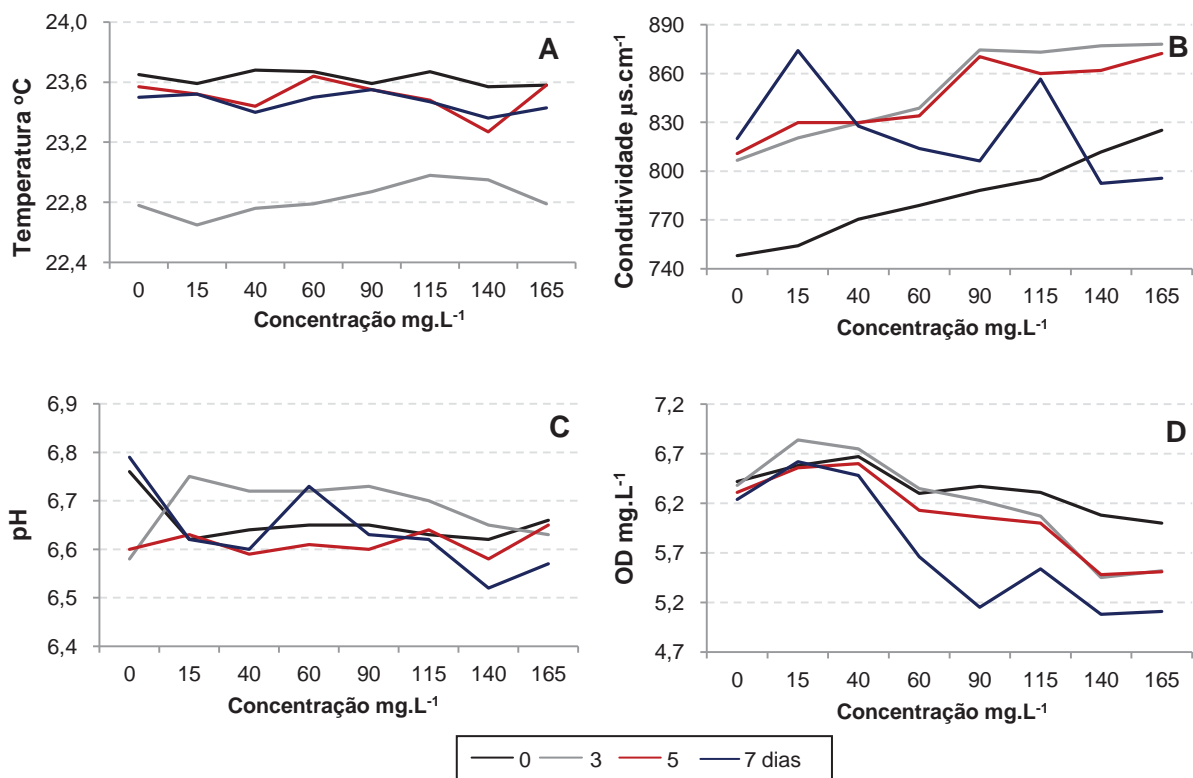 A
Temperatura ºC
24,0
23,6
23,2
22,8
22,4
0 15 40 60 90 115 140 165
Concentração mg.L-1
B
Condutividade µs.cm-1
890
860
830
800
770
740
0 15 40 60 90 115 140 165
Concentração mg.L-1
C
pH
6,9
6,8
6,7
6,6
6,5
6,4
0 15 40 60 90 115 140 165
Concentração mg.L-1
D
OD mg.L-1
7,2
6,7
6,2
5,7
5,2
4,7
0 15 40 60 90 115 140 165
Concentração mg.L-1
0 3 5 7 dias